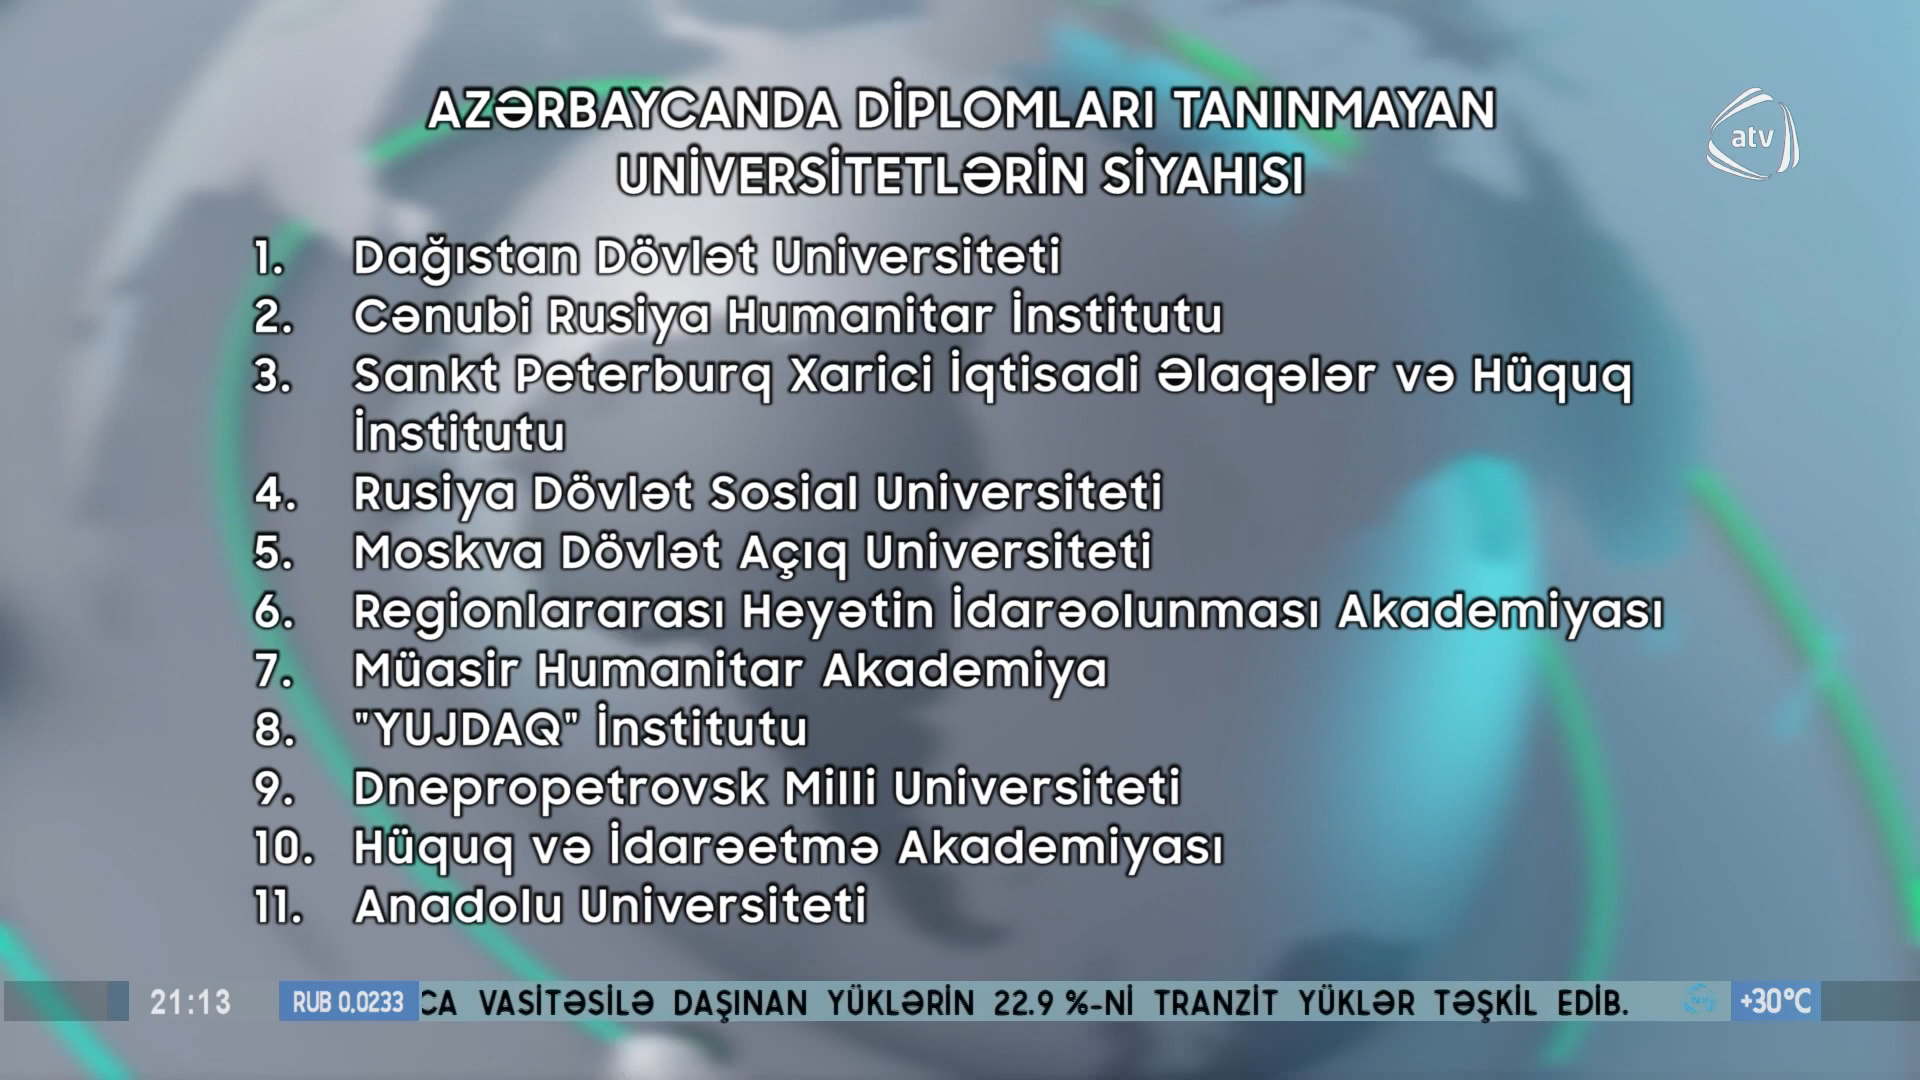 AZƏRBAYCANDA DİPLOMLARI TANINMAYAN
UNİVERSİTETLƏRİN SİYAHISI
atv
1. Dağıstan Dövlət Universiteti
2. Cənubi Rusiya Humanitar İnstitutu
3. Sankt Peterburq Xarici İqtisadi Əlaqələr və Hüquq
İnstitutu
4. Rusiya Dövlət Sosial Universiteti
5. Moskva Dövlət Açıq Universiteti
6. Regionlararası Heyətin İdarəolunması Akademiyası
7. Müasir Humanitar Akademiya
8. "YUJDAQ" İnstitutu
9. Dnepropetrovsk Milli Universiteti
10. Hüquq və İdarəetmə Akademiyası
11. Anadolu Universiteti
21:13 RUB 0.0233 CA VASİTƏSİLƏ DAŞINAN YÜKLƏRİN 22.9 %-Nİ TRANZİT YÜKLƏR TƏŞKİL EDİB. +30°C